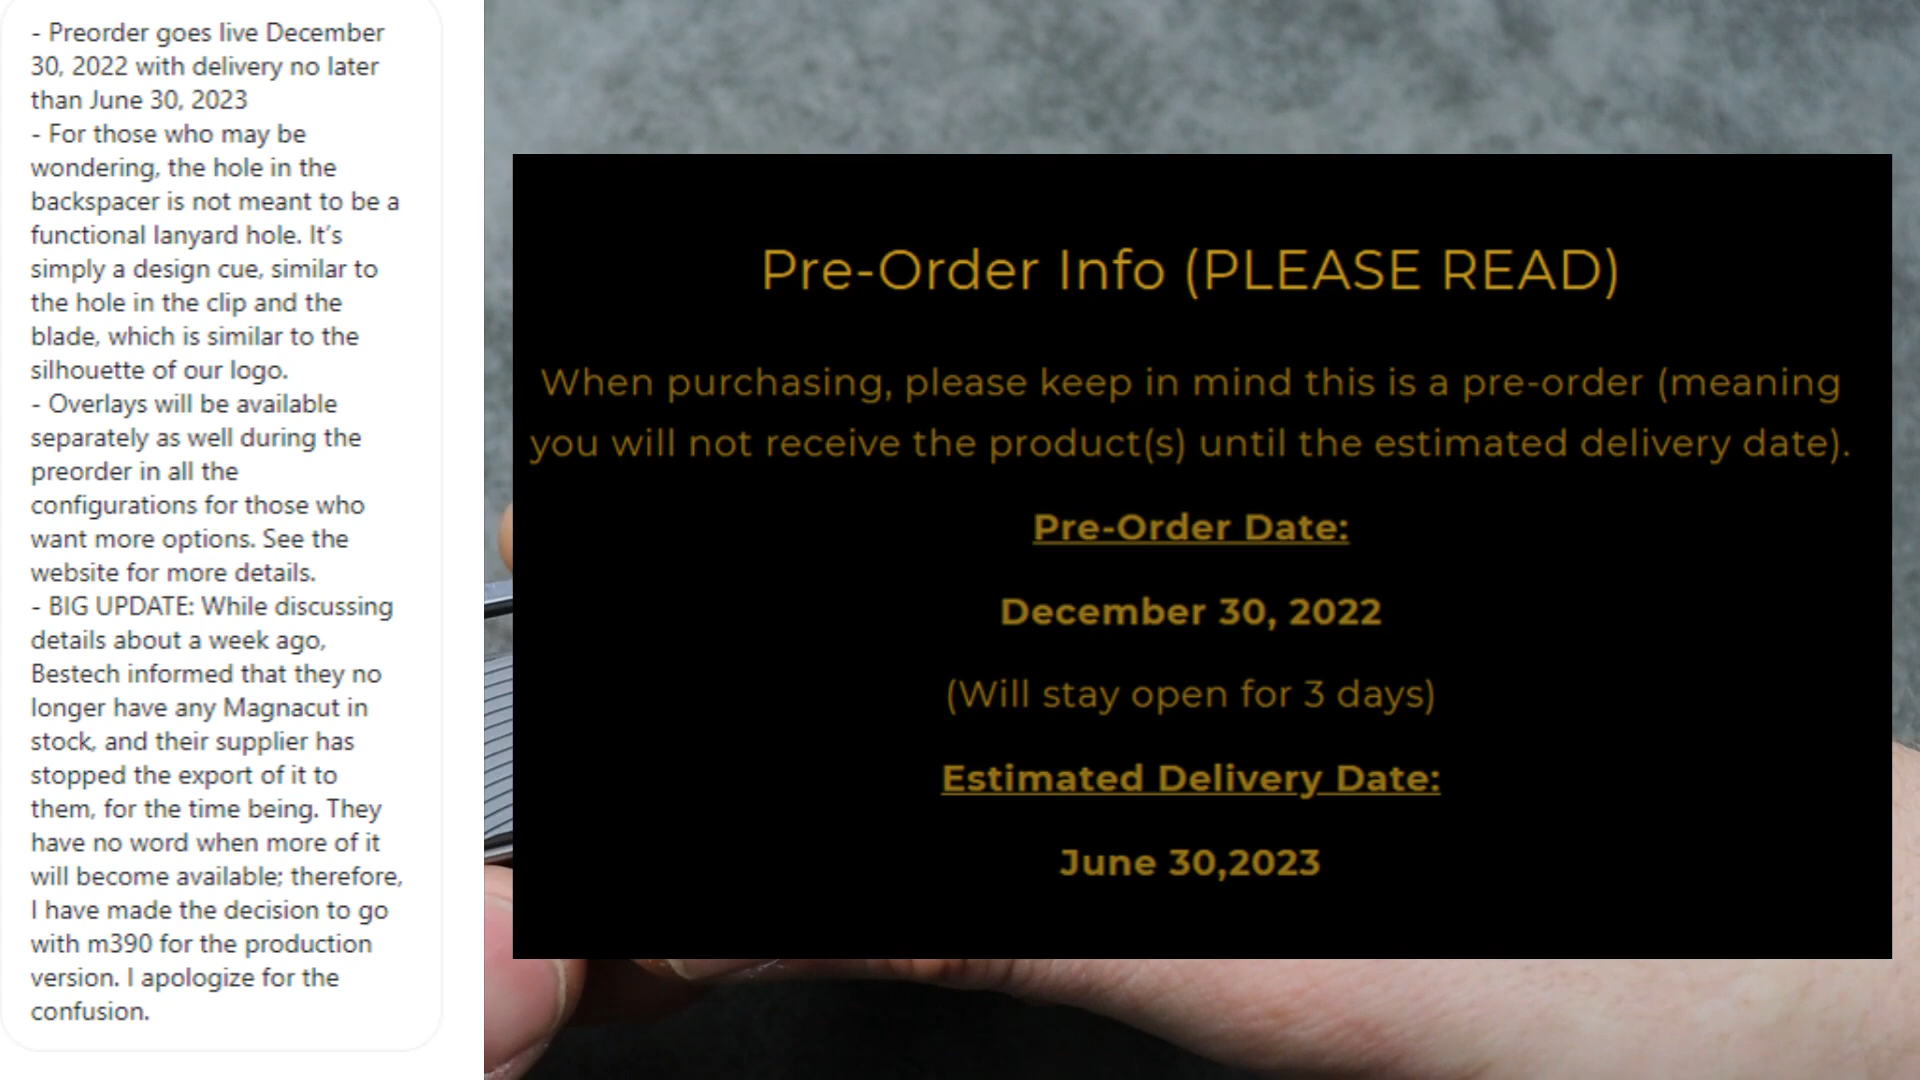 - Preorder goes live December
30, 2022 with delivery no later
than June 30, 2023
- For those who may be
wondering, the hole in the
backspacer is not meant to be a
functional lanyard hole. It’s
simply a design cue, similar to
the hole in the clip and the
blade, which is similar to the
silhouette of our logo.
- Overlays will be available
separately as well during the
preorder in all the
configurations for those who
want more options. See the
website for more details.
- BIG UPDATE: While discussing
details about a week ago,
Bestech informed that they no
longer have any Magnacut in
stock, and their supplier has
stopped the export of it to
them, for the time being. They
have no word when more of it
will become available; therefore,
I have made the decision to go
with m390 for the production
version. I apologize for the
confusion.
Pre-Order Info (PLEASE READ)
When purchasing, please keep in mind this is a pre-order (meaning
you will not receive the product(s) until the estimated delivery date).
Pre-Order Date:
December 30, 2022
(Will stay open for 3 days)
Estimated Delivery Date:
June 30,2023